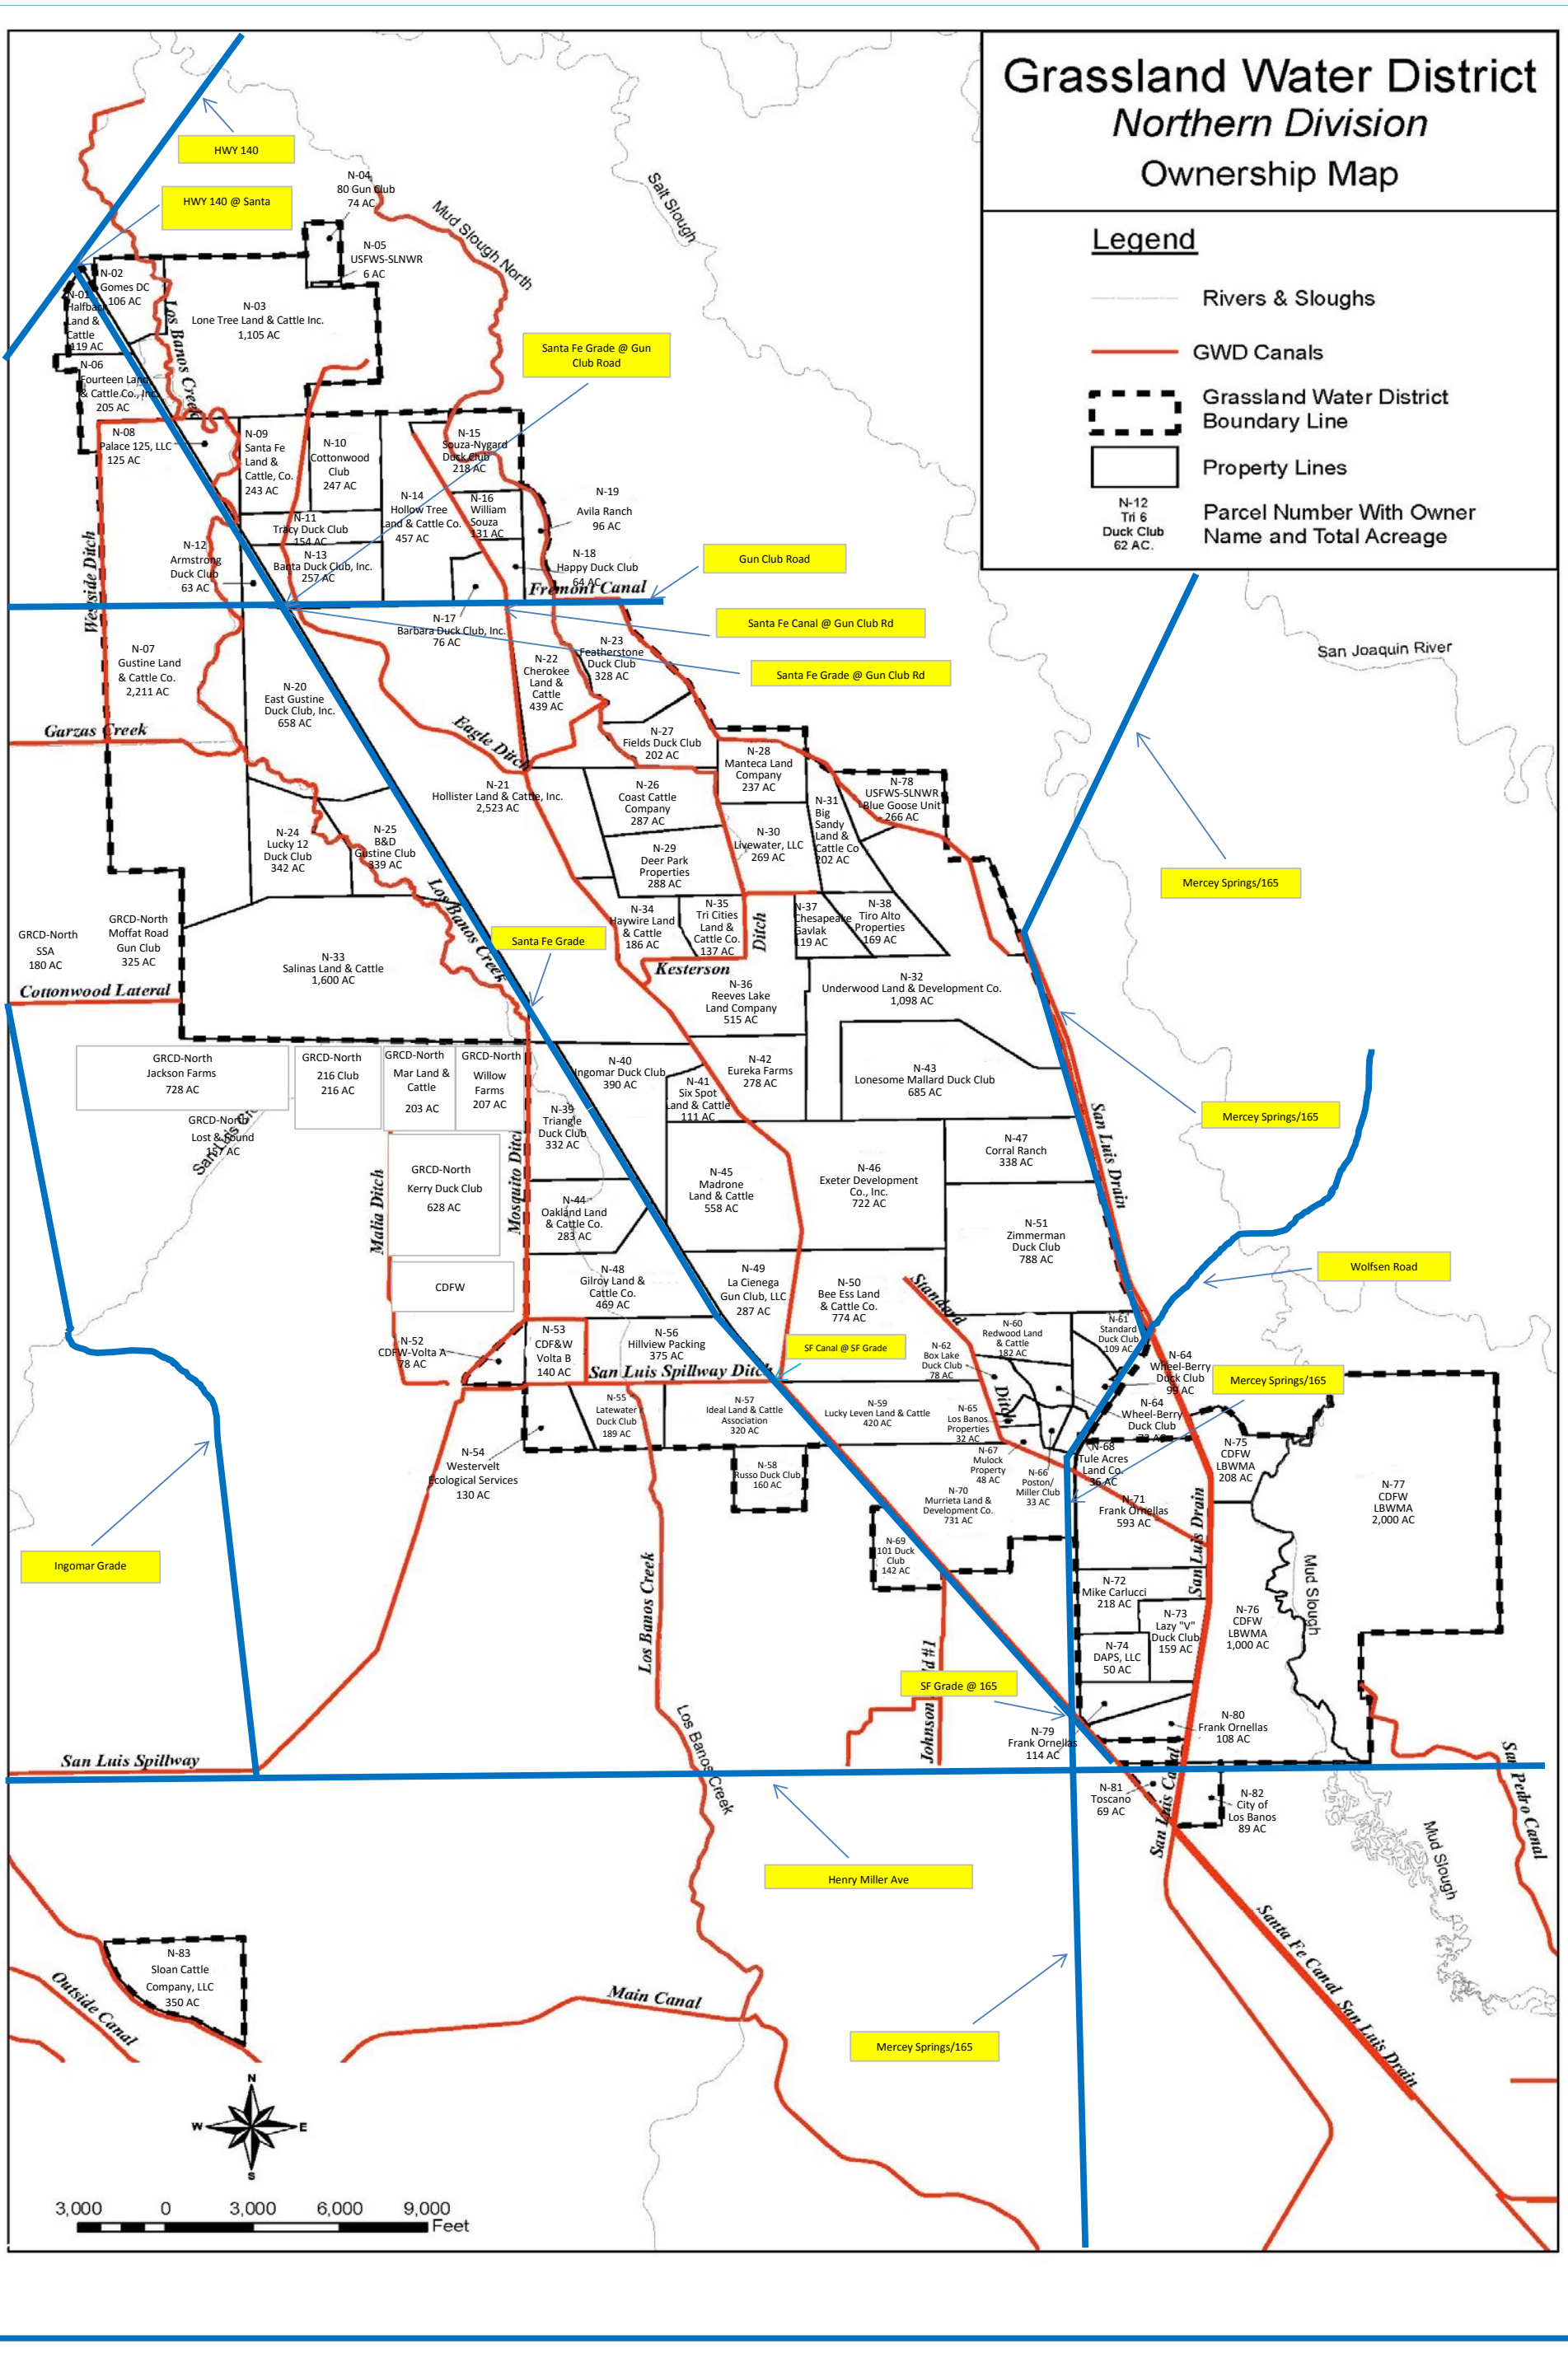 Grassland Water District
Northern Division
Ownership Map
Legend
Rivers & Sloughs
GWD Canals
Grassland Water District
Boundary Line
Property Lines
N-12
Tri 6
Duck Club
62 AC.
Parcel Number With Owner
Name and Total Acreage
HWY 140
HWY 140 @ Santa
N-04
80 Gun Club
74 AC
Mud Slough North
Salt Slough
N-05
USFWS-SLNWR
6 AC
N-02
Gomes DC
106 AC
N-01
Halfback
Land &
Cattle
119 AC
Los Banos Creek
N-03
Lone Tree Land & Cattle Inc.
1,105 AC
Santa Fe Grade @ Gun
Club Road
N-06
Fourteen Land
& Cattle Co., Inc.
205 AC
N-08
Palace 125, LLC
125 AC
N-09
Santa Fe
Land &
Cattle, Co.
243 AC
N-10
Cottonwood
Club
247 AC
N-15
Souza-Nygard
Duck Club
218 AC
N-14
Hollow Tree
Land & Cattle Co.
457 AC
N-16
William
Souza
131 AC
N-19
Avila Ranch
96 AC
N-11
Tracy Duck Club
154 AC
Westside Ditch
N-12
Armstrong
Duck Club
63 AC
N-13
Banta Duck Club, Inc.
257 AC
N-18
Happy Duck Club
64 AC
Gun Club Road
Fremont Canal
N-17
Barbara Duck Club, Inc.
76 AC
Santa Fe Canal @ Gun Club Rd
Santa Fe Grade @ Gun Club Rd
San Joaquin River
N-07
Gustine Land
& Cattle Co.
2,211 AC
N-20
East Gustine
Duck Club, Inc.
658 AC
N-22
Cherokee
Land &
Cattle
439 AC
N-23
Featherstone
Duck Club
328 AC
Garzas Creek
Eagle Ditch
N-27
Fields Duck Club
202 AC
N-28
Manteca Land
Company
237 AC
N-21
Hollister Land & Cattle, Inc.
2,523 AC
N-26
Coast Cattle
Company
287 AC
N-78
USFWS-SLNWR
Blue Goose Unit
266 AC
N-31
Big
Sandy
Land &
Cattle Co
202 AC
N-24
Lucky 12
Duck Club
342 AC
N-25
B&D
Gustine Club
339 AC
N-30
Livewater, LLC
269 AC
N-29
Deer Park
Properties
288 AC
Mercey Springs/165
Los Banos Creek
N-34
Haywire Land
& Cattle
186 AC
N-35
Tri Cities
Land &
Cattle Co.
137 AC
Ditch
N-37
Chesapeake
Gavlak
119 AC
N-38
Tiro Alto
Properties
169 AC
GRCD-North
SSA
180 AC
GRCD-North
Moffat Road
Gun Club
325 AC
Santa Fe Grade
N-33
Salinas Land & Cattle
1,600 AC
Kesterson
N-36
Reeves Lake
Land Company
515 AC
N-32
Underwood Land & Development Co.
1,098 AC
Cottonwood Lateral
GRCD-North
Jackson Farms
728 AC
GRCD-North
216 Club
216 AC
GRCD-North
Mar Land &
Cattle
203 AC
GRCD-North
Willow
Farms
207 AC
N-40
Ingomar Duck Club
390 AC
N-41
Six Spot
Land & Cattle
111 AC
N-42
Eureka Farms
278 AC
N-43
Lonesome Mallard Duck Club
685 AC
Mercey Springs/165
GRCD-North
Lost & Found
157 AC
N-39
Triangle
Duck Club
332 AC
Mosquito Ditch
Malia Ditch
San Luis Drain
GRCD-North
Kerry Duck Club
628 AC
N-45
Madrone
Land & Cattle
558 AC
N-46
Exeter Development
Co., Inc.
722 AC
N-47
Corral Ranch
338 AC
N-44
Oakland Land
& Cattle Co.
283 AC
N-51
Zimmerman
Duck Club
788 AC
Wolfsen Road
CDFW
N-48
Gilroy Land &
Cattle Co.
469 AC
N-49
La Cienega
Gun Club, LLC
287 AC
N-50
Bee Ess Land
& Cattle Co.
774 AC
Standard
Ditch
N-52
CDFW-Volta A
78 AC
N-53
CDF&W
Volta B
140 AC
N-56
Hillview Packing
375 AC
SF Canal @ SF Grade
San Luis Spillway Ditch
N-60
Redwood Land
& Cattle
182 AC
N-61
Standard
Duck Club
109 AC
N-62
Box Lake
Duck Club
78 AC
N-64
Wheel-Berry
Duck Club
99 AC
Mercey Springs/165
N-64
Wheel-Berry
Duck Club
N-55
Latewater
Duck Club
189 AC
N-57
Ideal Land & Cattle
Association
320 AC
N-59
Lucky Leven Land & Cattle
420 AC
N-65
Los Banos
Properties
32 AC
N-54
Westervelt
Ecological Services
130 AC
N-58
Russo Duck Club
160 AC
N-67
Mulock
Property
48 AC
N-66
Poston/
Miller Club
33 AC
N-68
Tule Acres
Land Co.
36 AC
N-75
CDFW
LBWMA
208 AC
N-77
CDFW
LBWMA
2,000 AC
N-70
Murrieta Land &
Development Co.
731 AC
N-71
Frank Ornellas
593 AC
San Luis Drain
Ingomar Grade
N-69
101 Duck
Club
142 AC
N-72
Mike Carlucci
218 AC
Mud Slough
Los Banos Creek
N-73
Lazy "V"
Duck Club
159 AC
N-76
CDFW
LBWMA
1,000 AC
N-74
DAPS, LLC
50 AC
SF Grade @ 165
N-79
Frank Ornellas
114 AC
N-80
Frank Ornellas
108 AC
San Luis Spillway
Los Banos Creek
San Pedro Canal
N-81
Toscano
69 AC
San Luis Canal
N-82
City of
Los Banos
89 AC
Mud Slough
Henry Miller Ave
Santa Fe Canal
San Luis Drain
N-83
Sloan Cattle
Company, LLC
350 AC
Outside Canal
Main Canal
Mercey Springs/165
N
W
E
S
3,000 0 3,000 6,000 9,000
Feet